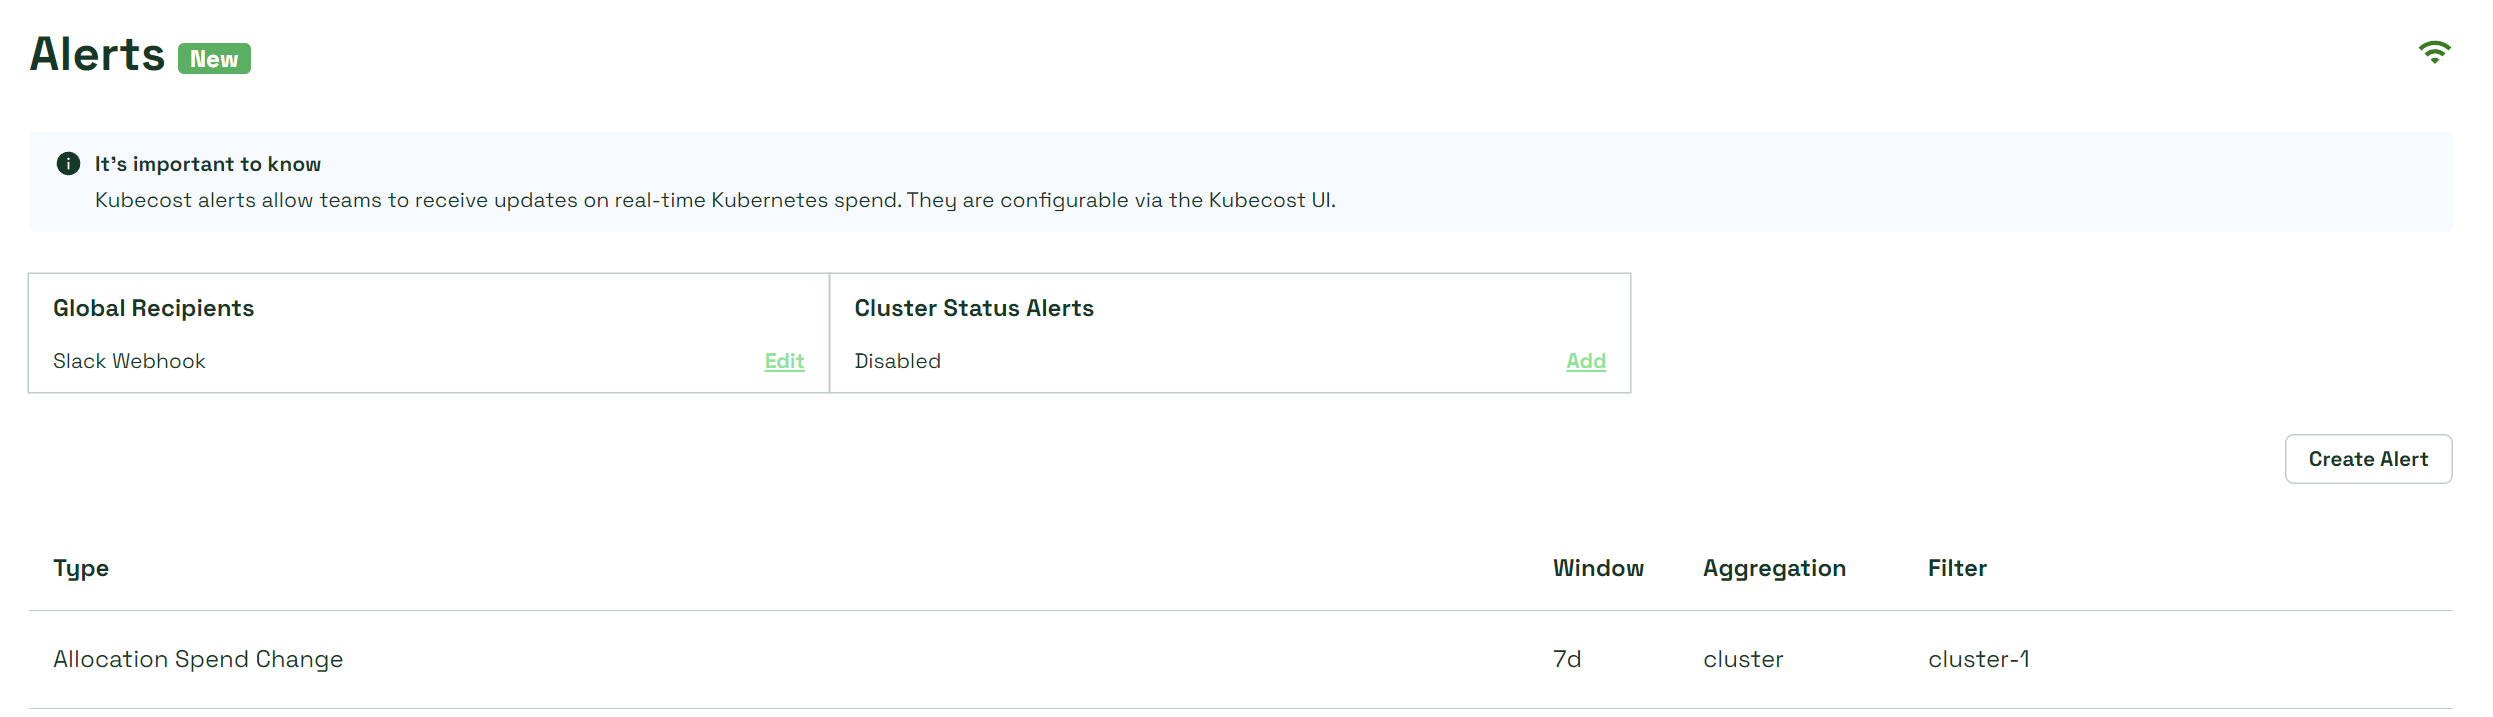 Alerts New
It's important to know
Kubecost alerts allow teams to receive updates on real-time Kubernetes spend. They are configurable via the Kubecost UI.
Global Recipients
Slack Webhook Edit
Cluster Status Alerts
Disabled Add
Create Alert
Type Window Aggregation Filter
Allocation Spend Change 7d cluster cluster-1